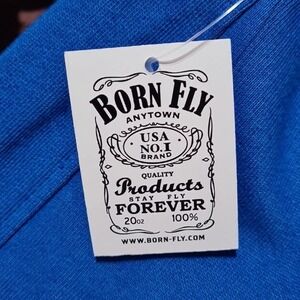 BORN FLY
ANYTOWN
USA
NO.1
BRAND
QUALITY
Products
STAY FLY
FOREVER
20oz 100%
WWW.BORN-FLY.COM